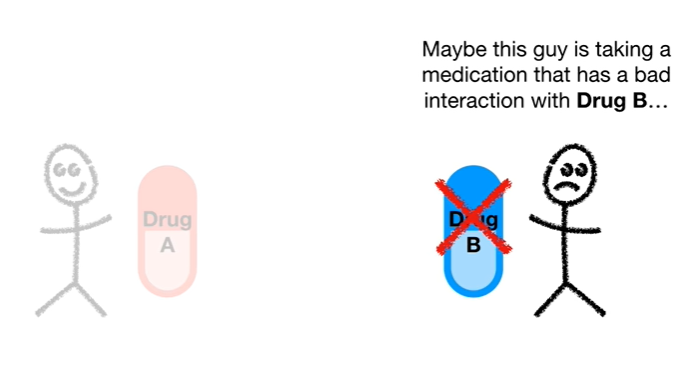 Maybe this guy is taking a
medication that has a bad
interaction with Drug B...
Drug
A
Drug
B